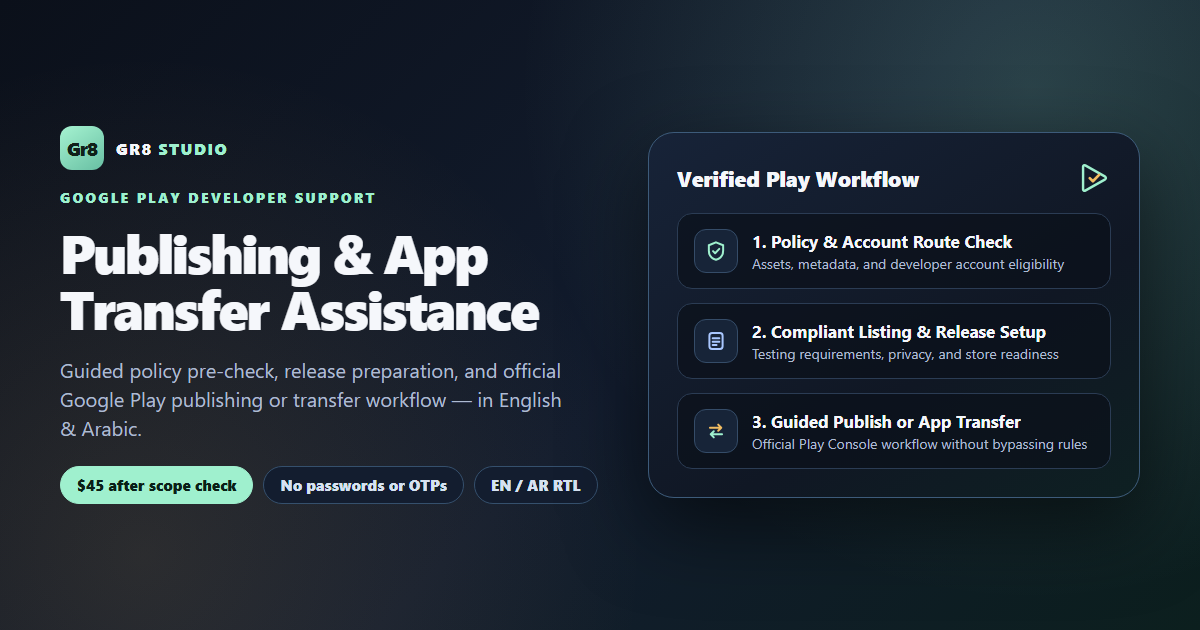 Gr8
GR8 STUDIO
GOOGLE PLAY DEVELOPER SUPPORT
Publishing & App
Transfer Assistance
Guided policy pre-check, release preparation, and official
Google Play publishing or transfer workflow — in English
& Arabic.
$45 after scope check
No passwords or OTPs
EN / AR RTL
Verified Play Workflow
1. Policy & Account Route Check
Assets, metadata, and developer account eligibility
2. Compliant Listing & Release Setup
Testing requirements, privacy, and store readiness
3. Guided Publish or App Transfer
Official Play Console workflow without bypassing rules